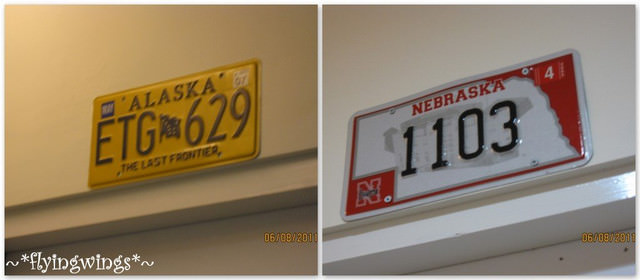 ALASKA
07
ETG 629
THE LAST FRONTIER
06/08/2011
~*flyingwings*~
NEBRASKA
4
1103
N
06/08/2011